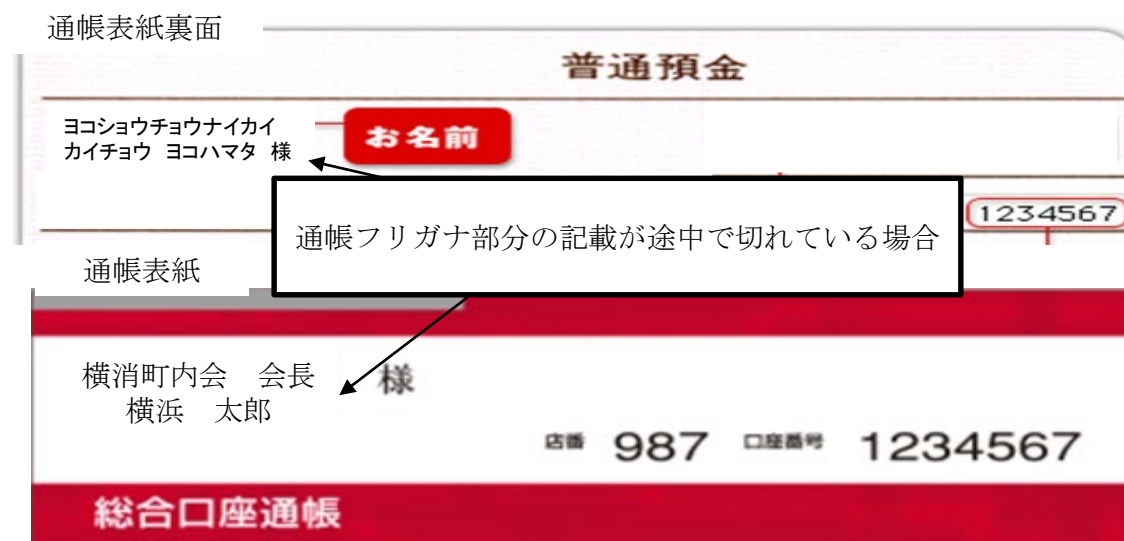 通帳表紙裏面
普通預金
ヨコショウチョウナイカイ
カイチョウ ヨコハマタ 様
お名前
1234567
通帳フリガナ部分の記載が途中で切れている場合
通帳表紙
横消町内会　会長　様
横浜　太郎
店番 987 口座番号 1234567
総合口座通帳